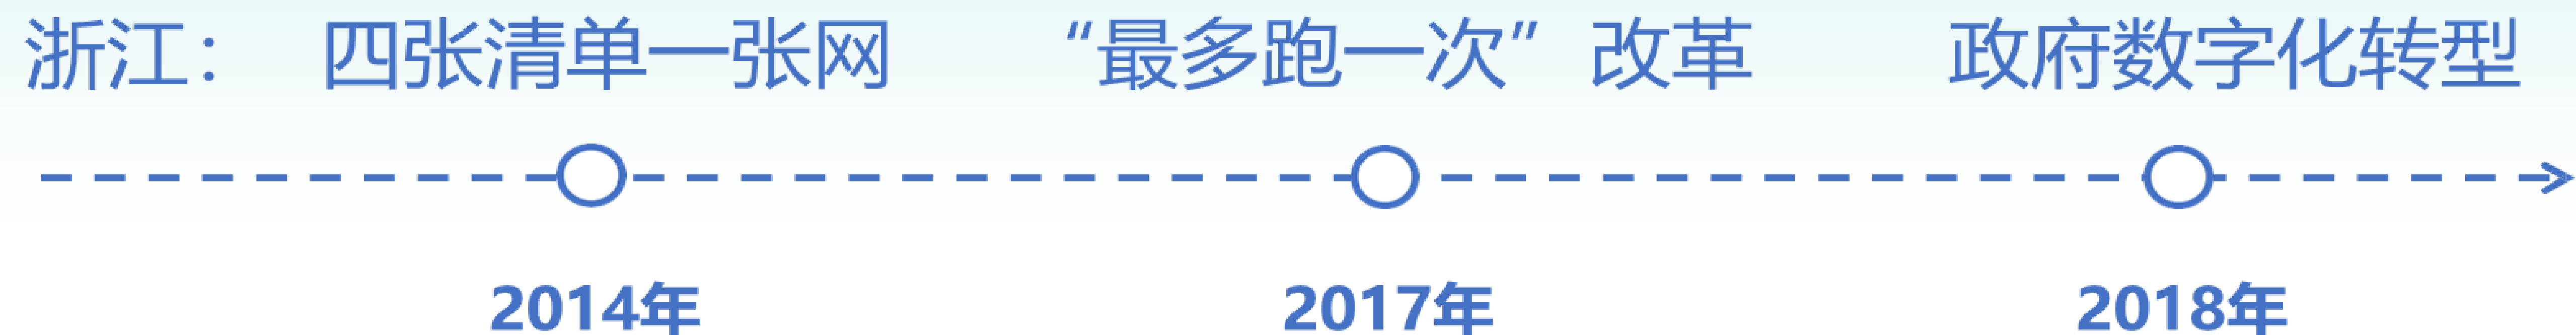 浙江： 四张清单一张网 “最多跑一次” 改革 政府数字化转型
2014年 2017年 2018年